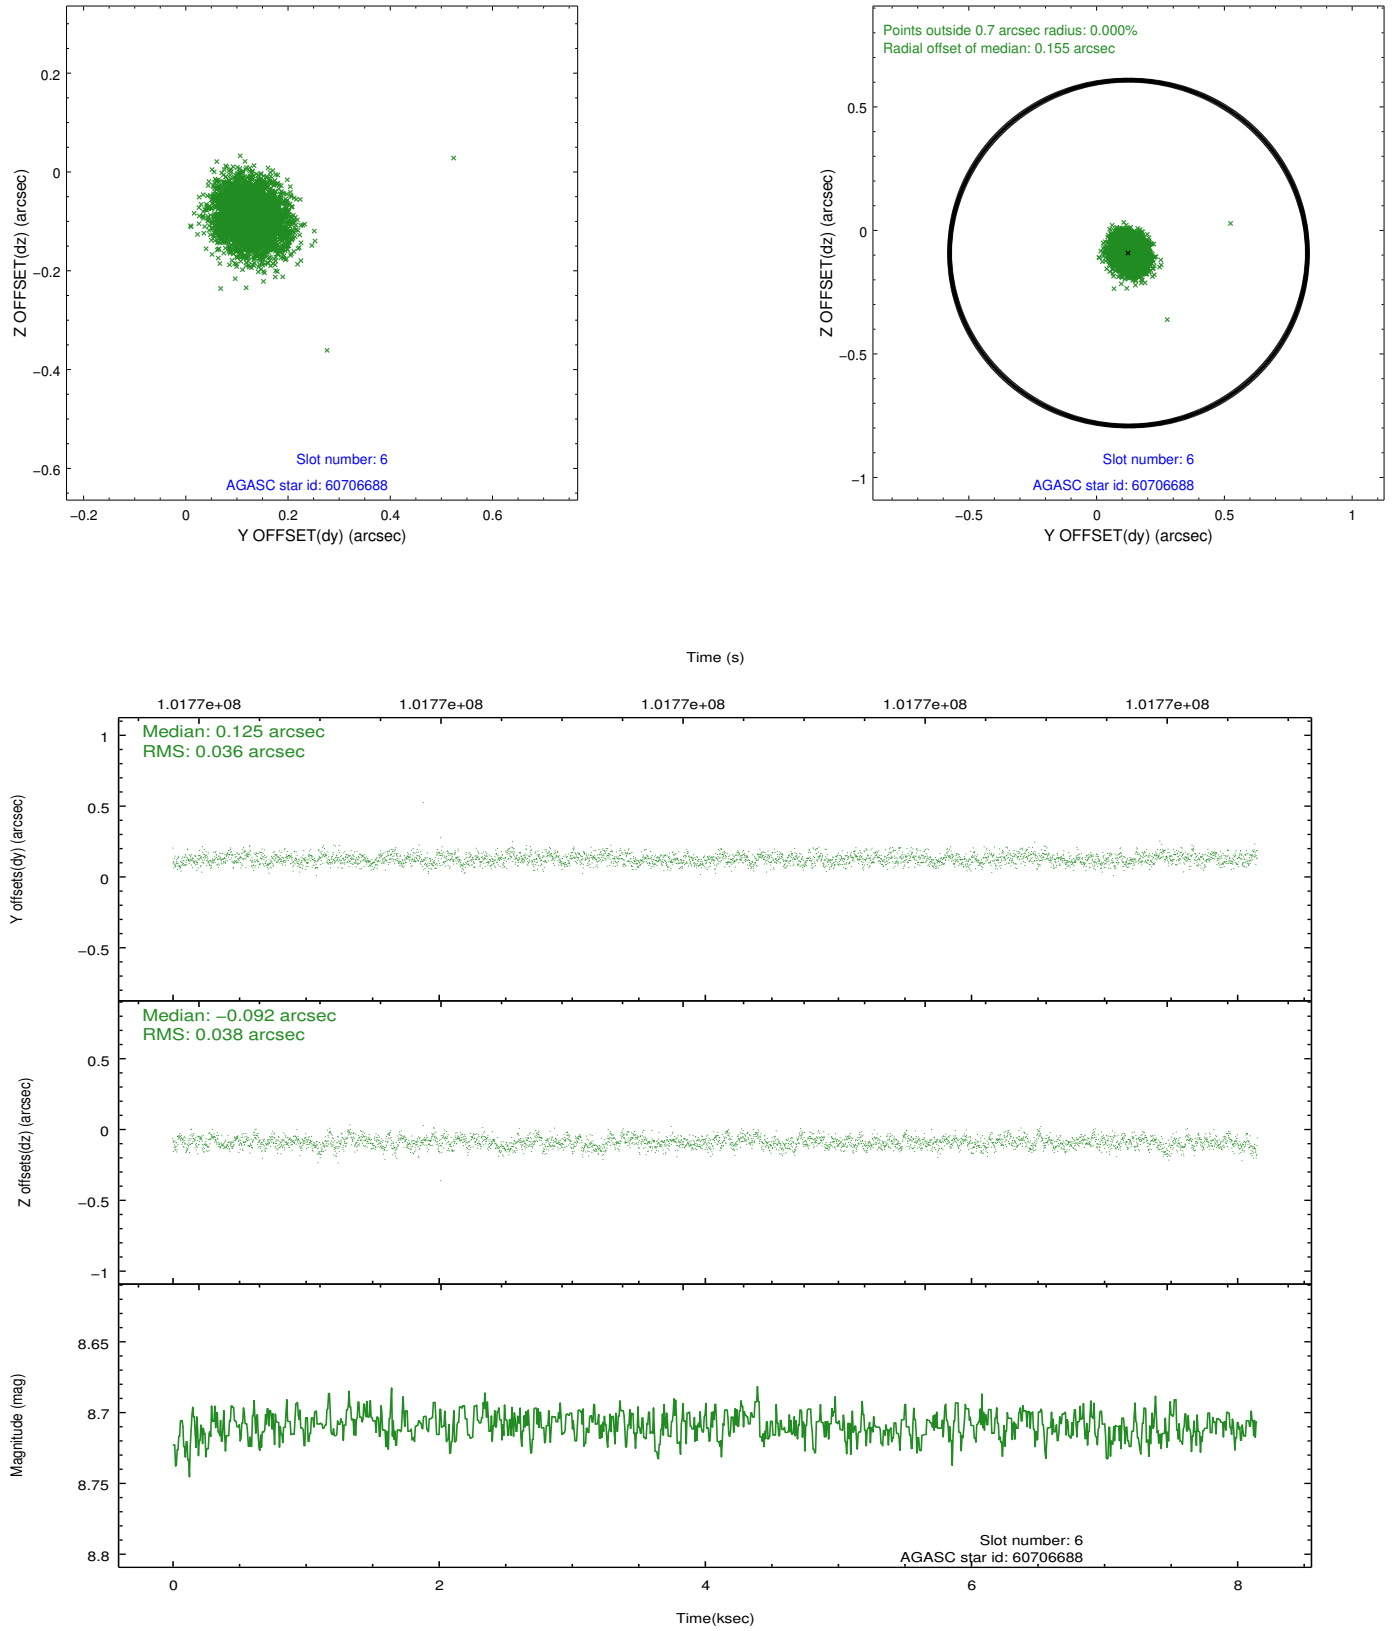 0.2
0
−0.2
−0.4
−0.6
Z OFFSET(dz) (arcsec)
Slot number: 6
AGASC star id: 60706688
−0.2 0 0.2 0.4 0.6
Y OFFSET(dy) (arcsec)
Points outside 0.7 arcsec radius: 0.000%
Radial offset of median: 0.155 arcsec
0.5
0
−0.5
−1
Z OFFSET(dz) (arcsec)
Slot number: 6
AGASC star id: 60706688
−0.5 0 0.5 1
Y OFFSET(dy) (arcsec)
Time (s)
1.0177e+08 1.0177e+08 1.0177e+08 1.0177e+08 1.0177e+08
Median: 0.125 arcsec
RMS: 0.036 arcsec
1
0.5
0
−0.5
Y offsets(dy) (arcsec)
Median: −0.092 arcsec
RMS: 0.038 arcsec
0.5
0
−0.5
−1
Z offsets(dz) (arcsec)
8.65
8.7
8.75
8.8
Magnitude (mag)
Slot number: 6
AGASC star id: 60706688
0 2 4 6 8
Time(ksec)